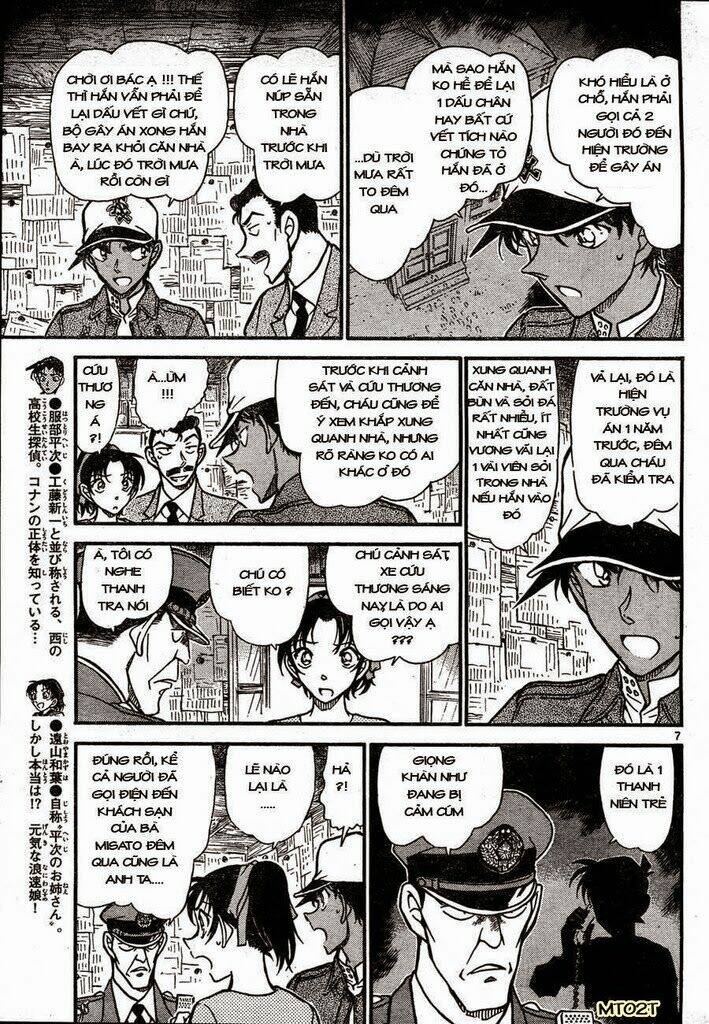 KHÓ HIỂU LÀ Ở
CHỔ, HẮN PHẢI
GỌI CẢ 2
NGƯỜI ĐÓ ĐẾN
HIỆN TRƯỜNG
ĐỂ GÂY ÁN
MÀ SAO HẮN
KO HỀ ĐỂ LẠI
1 DẤU CHÂN
HAY BẤT CỨ
VẾT TÍCH NÀO
CHỨNG TỎ
HẮN ĐÃ Ở
ĐÓ...
...DŨ TRỜI
MƯA RẤT
TO ĐÊM
QUA
CÓ LẼ HẮN
NÚP SẴN
TRONG
NHÀ
TRƯỚC KHI
TRỜI MƯA
CHỜI ƠI BÁC Ạ !!! THẾ
THÌ HẮN VẪN PHẢI ĐỂ
LẠI DẤU VẾT GÌ CHỨ,
BỘ GÂY ÁN XONG HẮN
BAY RA KHỎI CĂN NHÀ
À, LÚC ĐÓ TRỜI MƯA
RỒI CÒN GÌ
VẢ LẠI, ĐÓ LÀ
HIỆN TRƯỜNG
VỤ ÁN 1 NĂM
TRƯỚC, ĐÊM
QUA CHÁU
ĐÃ KIỂM TRA
XUNG QUANH
CĂN NHÀ, ĐẤT
BÙN VÀ SỎI ĐÁ
RẤT NHIỀU, ÍT
NHẤT CŨNG
VƯƠNG VÃI LẠI
1 VÀI VIÊN SỎI
TRONG NHÀ
NẾU HẮN VÀO
ĐÓ
TRƯỚC KHI CẢNH
SÁT VÀ CỨU THƯƠNG
ĐẾN, CHÁU CŨNG ĐỂ
Ý XEM KHẮP XUNG
QUANH NHÀ, NHƯNG
RÕ RÀNG KO CÓ AI
KHÁC Ở ĐÓ
À...ỪM !!!
CỨU
THƯƠNG
Á ?!
CHÚ CẢNH SÁT,
XE CỨU
THƯƠNG SÁNG
NAY, LÀ DO AI
GỌI VẬY Ạ
???
CHÚ CÓ
BIẾT KO ?
À, TÔI CÓ
NGHE
THANH
TRA NÓI
7
ĐÓ LÀ 1
THANH
NIÊN TRẺ
GIỌNG
KHÀN NHƯ
ĐANG BỊ
CẢM CÚM
HẢ
?!
LẼ NÀO
LẠI LÀ
.....
ĐÚNG RỒI, KỂ
CẢ NGƯỜI ĐÃ
GỌI ĐIỆN ĐẾN
KHÁCH SẠN
CỦA BÀ
MIGATO ĐÊM
QUA CŨNG LÀ
ANH TA....
●服部平次●工藤新一と並び称される、西の
高校生探偵。コナンの正体を知っている…
●遠山和葉●自称“平次のお姉さん”。
しかし本当は!? 元気な浪速娘!
MT02T